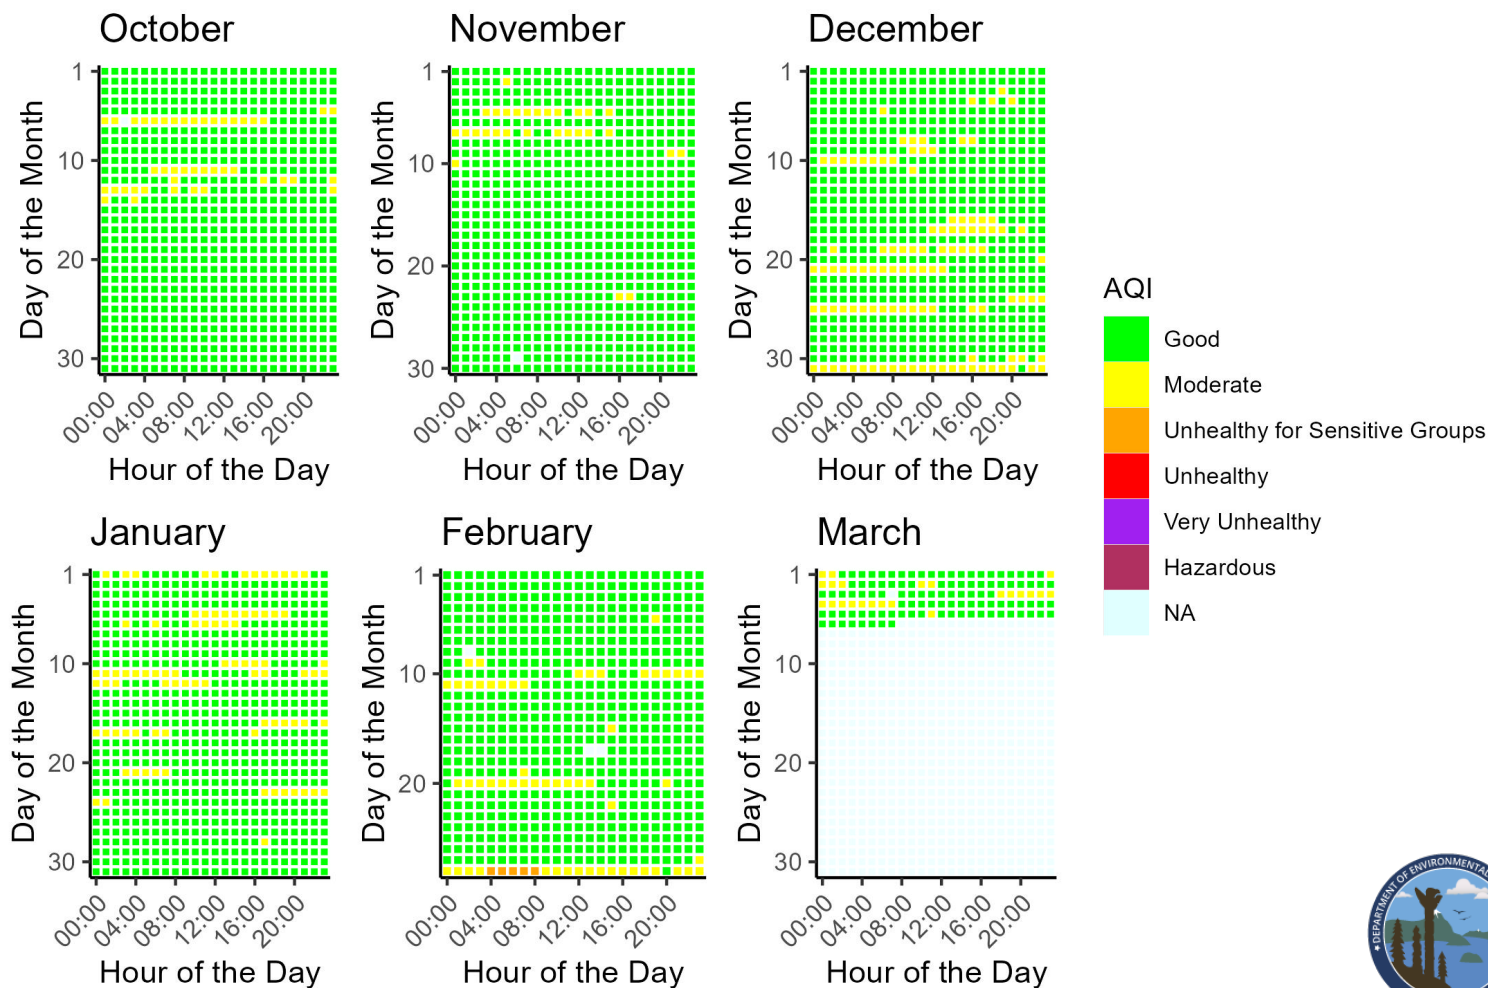 October
November
December
Day of the Month
1
10
20
30
00:00
04:00
08:00
12:00
16:00
20:00
Hour of the Day
Day of the Month
1
10
20
30
00:00
04:00
08:00
12:00
16:00
20:00
Hour of the Day
Day of the Month
1
10
20
30
00:00
04:00
08:00
12:00
16:00
20:00
Hour of the Day
AQI
Good
Moderate
Unhealthy for Sensitive Groups
Unhealthy
Very Unhealthy
Hazardous
NA
January
February
March
Day of the Month
1
10
20
30
00:00
04:00
08:00
12:00
16:00
20:00
Hour of the Day
Day of the Month
1
10
20
00:00
04:00
08:00
12:00
16:00
20:00
Hour of the Day
Day of the Month
1
10
20
30
00:00
04:00
08:00
12:00
16:00
20:00
Hour of the Day
DEPARTMENT OF ENVIRONMENTAL